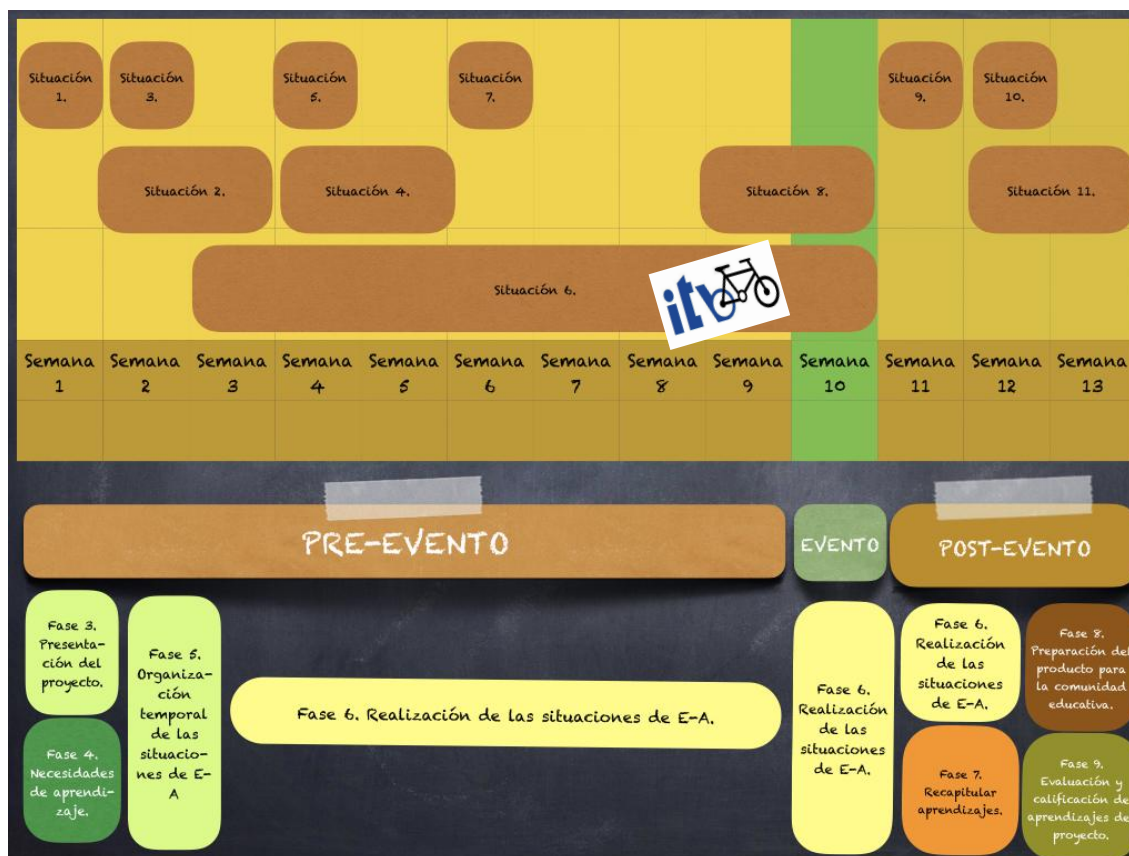 Situación
1.
Situación
3.
Situación
5.
Situación
7.
Situación
9.
Situación
10.
Situación 2.
Situación 4.
Situación 8.
Situación 11.
Situación 6.
itv
Semana
1
Semana
2
Semana
3
Semana
4
Semana
5
Semana
6
Semana
7
Semana
8
Semana
9
Semana
10
Semana
11
Semana
12
Semana
13
PRE-EVENTO
EVENTO
POST-EVENTO
Fase 3.
Presenta-
ción del
proyecto.
Fase 4.
Necesidades
de aprendi-
zaje.
Fase 5.
Organiza-
ción
temporal
de las
situacio-
nes de E-
A
Fase 6. Realización de las situaciones de E-A.
Fase 6.
Realización
de las
situaciones
de E-A.
Fase 6.
Realización
de las
situaciones
de E-A.
Fase 7.
Recapitular
aprendizajes.
Fase 8.
Preparación del
producto para
la comunidad
educativa.
Fase 9.
Evaluación y
calificación de
aprendizajes de
proyecto.